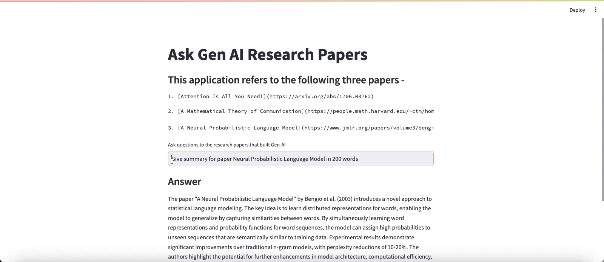 Deploy
Ask Gen AI Research Papers
This application refers to the following three papers -
1. [Attention Is All You Need!](https://arxiv.org/abs/1706.03762)
2. [A Mathematical Theory of Communication](https://people.math.harvard.edu/~ctm/hom
3. [A Neural Probabilistic Language Model](https://www.jmlr.org/papers/volume3/beng
Ask questions to the research papers that built Gen AI
Give summary for paper Neural Probabilistic Language Model in 200 words
Answer
The paper "A Neural Probabilistic Language Model" by Bengio et al. (2003) introduces a novel approach to
statistical language modeling. The key idea is to learn distributed representations for words, enabling the
model to generalize by capturing similarities between words. By simultaneously learning word
representations and probability functions for word sequences, the model can assign high probabilities to
unseen sequences that are semantically similar to training data. Experimental results demonstrate
significant improvements over traditional n-gram models, with perplexity reductions of 10-20%. The
authors highlight the potential for further enhancements in model architecture, computational efficiency,